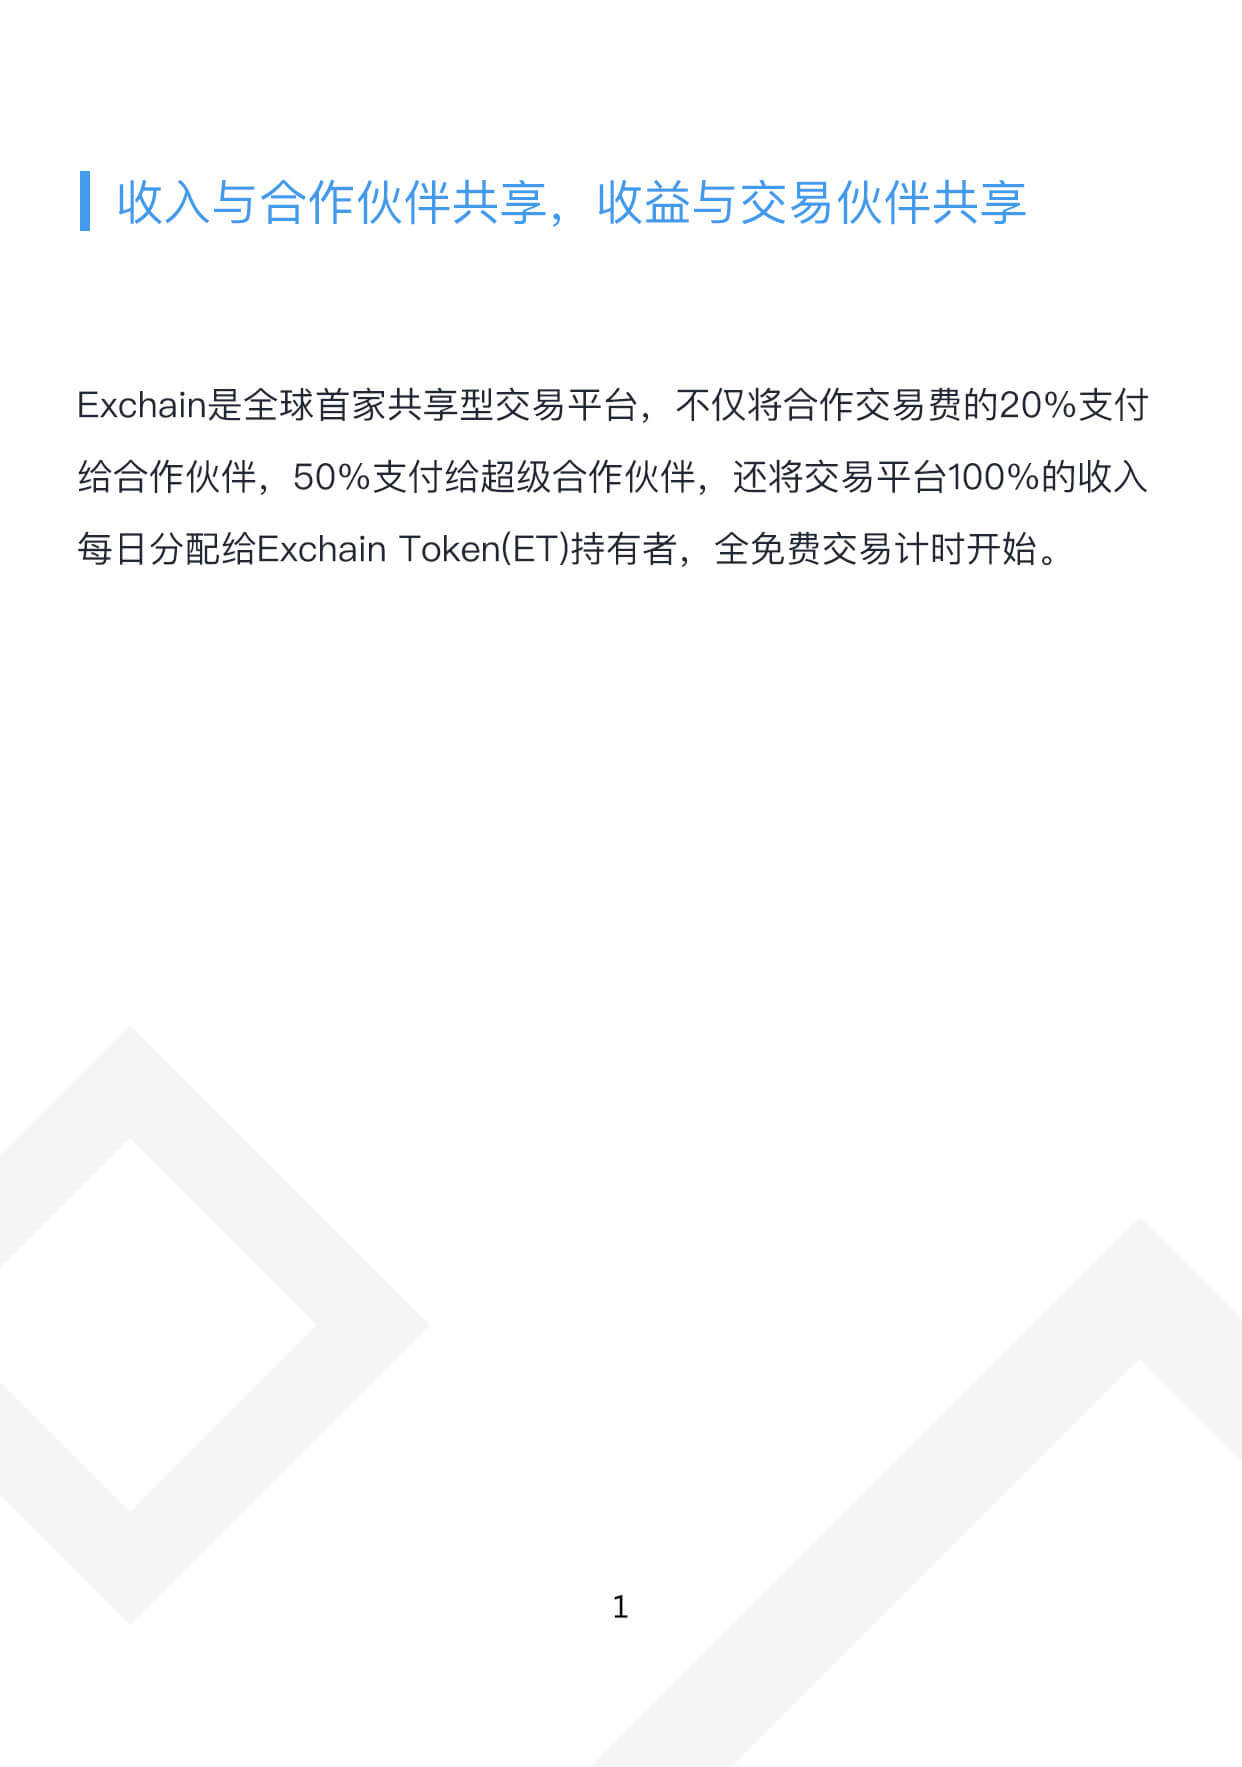 收入与合作伙伴共享，收益与交易伙伴共享
Exchain是全球首家共享型交易平台，不仅将合作交易费的20%支付
给合作伙伴，50%支付给超级合作伙伴，还将交易平台100%的收入
每日分配给Exchain Token(ET)持有者，全免费交易计时开始。
1